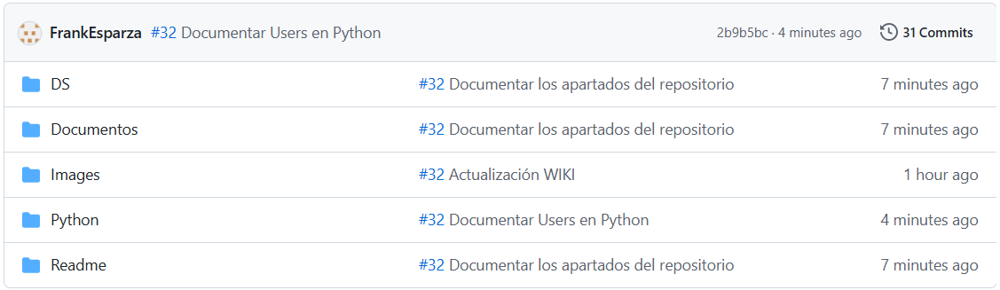 FrankEsparza #32 Documentar Users en Python 2b9b5bc · 4 minutes ago 31 Commits
DS #32 Documentar los apartados del repositorio 7 minutes ago
Documentos #32 Documentar los apartados del repositorio 7 minutes ago
Images #32 Actualización WIKI 1 hour ago
Python #32 Documentar Users en Python 4 minutes ago
Readme #32 Documentar los apartados del repositorio 7 minutes ago